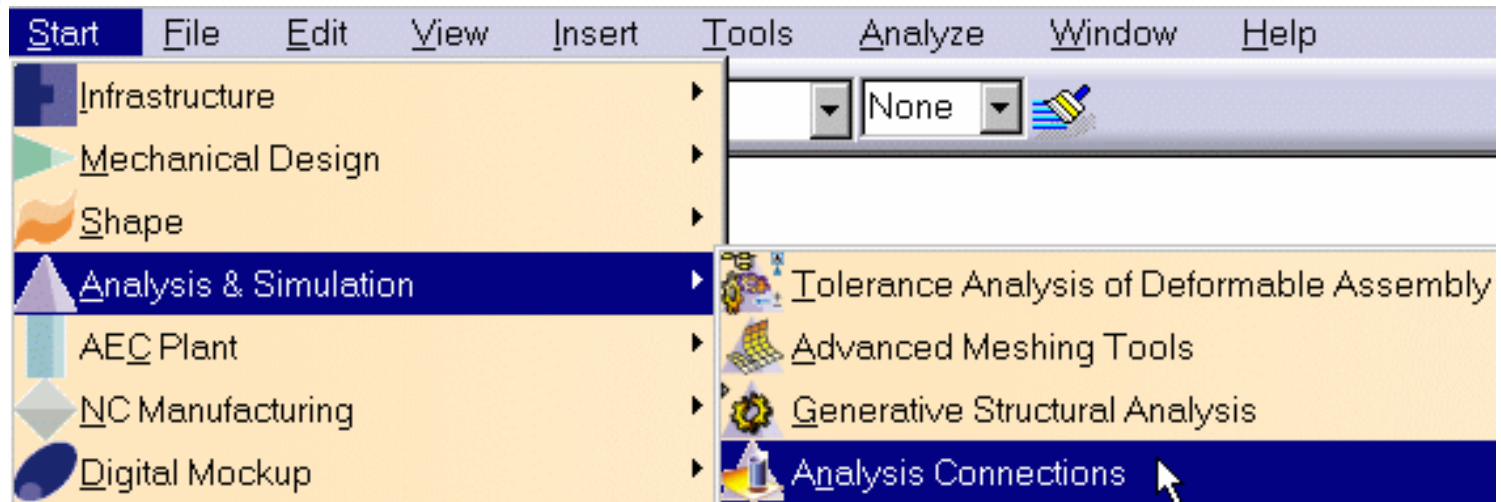 Start File Edit View Insert Tools Analyze Window Help
None
Infrastructure
Mechanical Design
Shape
Analysis & Simulation
AEC Plant
NC Manufacturing
Digital Mockup
Tolerance Analysis of Deformable Assembly
Advanced Meshing Tools
Generative Structural Analysis
Analysis Connections